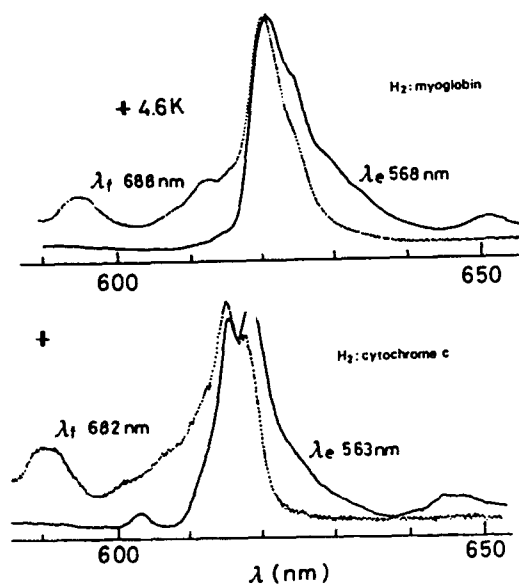 H₂: myoglobin
+ 4.6K
λf 688 nm
λe 568 nm
600 650
+
H₂: cytochrome c
λf 682 nm
λe 563 nm
600 650
λ (nm)